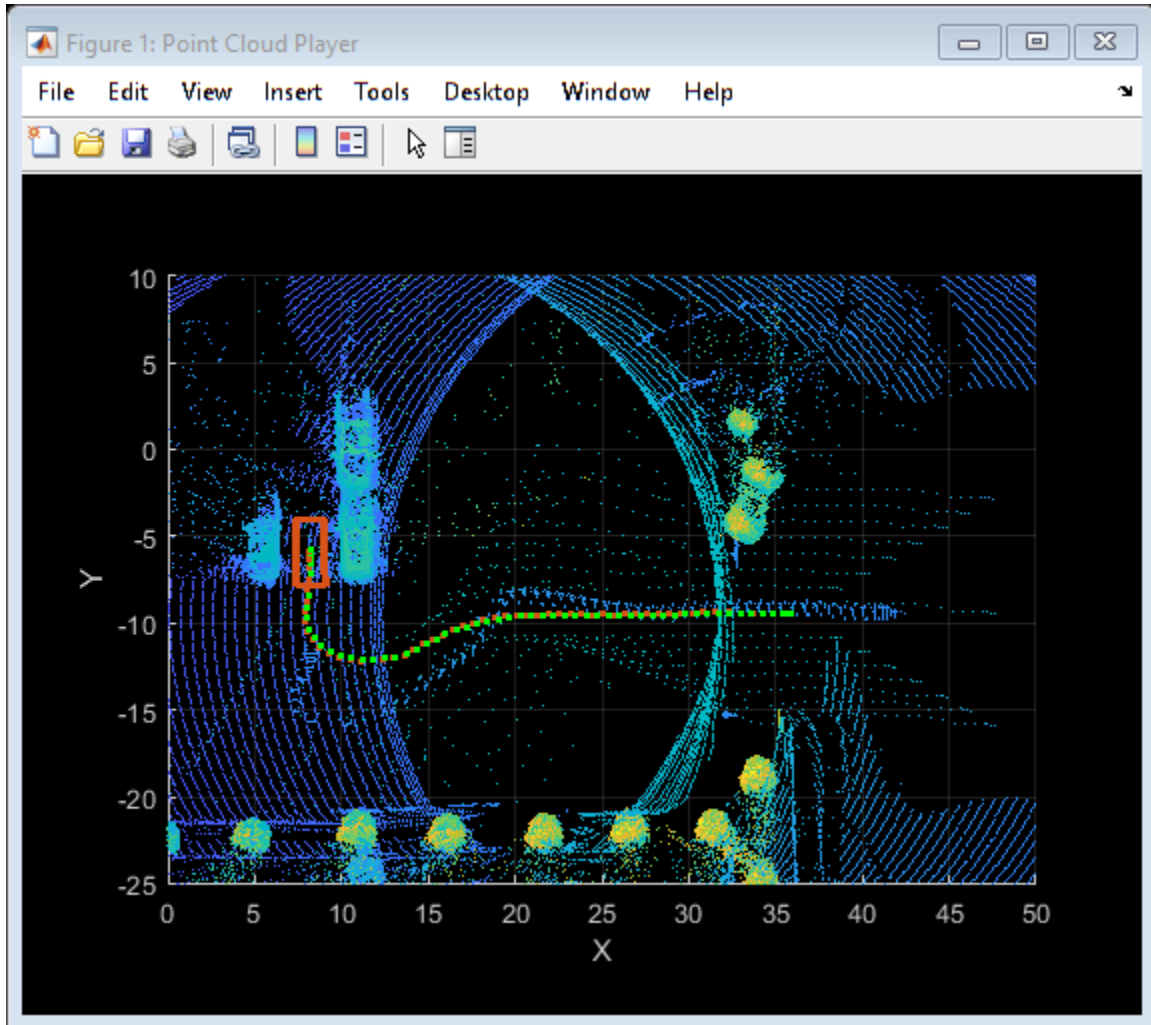 Figure 1: Point Cloud Player
File Edit View Insert Tools Desktop Window Help
10
5
0
-5
-10
-15
-20
-25
Y
0 5 10 15 20 25 30 35 40 45 50
X